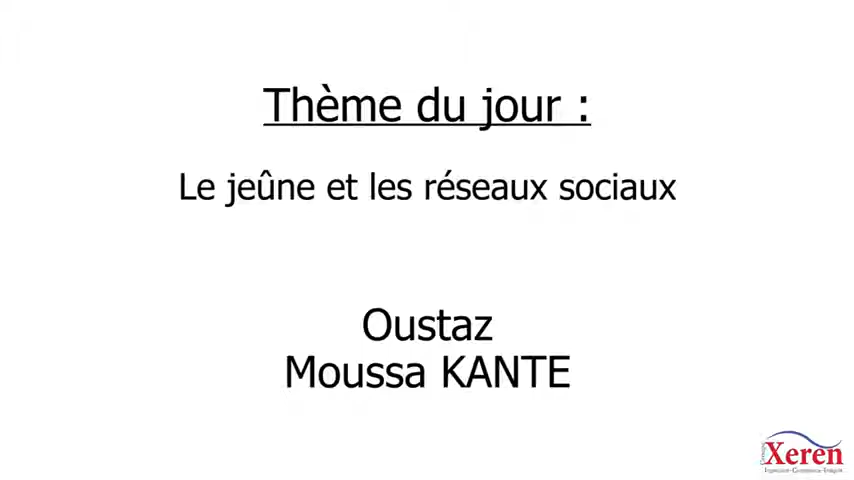 Thème du jour :
Le jeûne et les réseaux sociaux
Oustaz
Moussa KANTE
Xeren